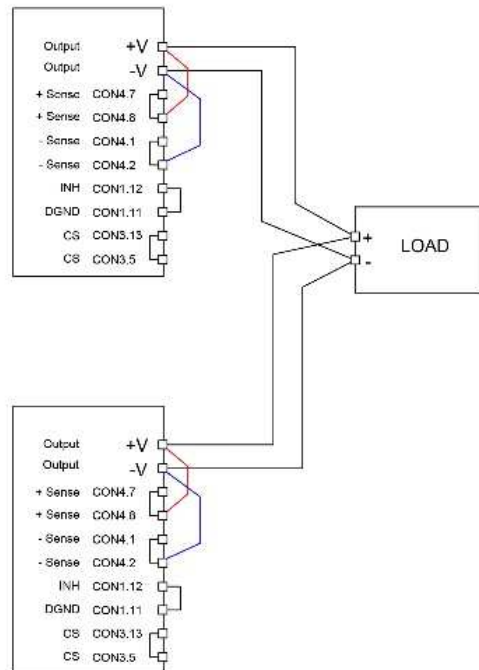 Output +V
Output -V
+ Sense CON4.7
+ Sense CON4.8
- Sense CON4.1
- Sense CON4.2
INH CON1.12
DGND CON1.11
CS CON3.13
CS CON3.5
+ LOAD
-
Output +V
Output -V
+ Sense CON4.7
+ Sense CON4.8
- Sense CON4.1
- Sense CON4.2
INH CON1.12
DGND CON1.11
CS CON3.13
CS CON3.5